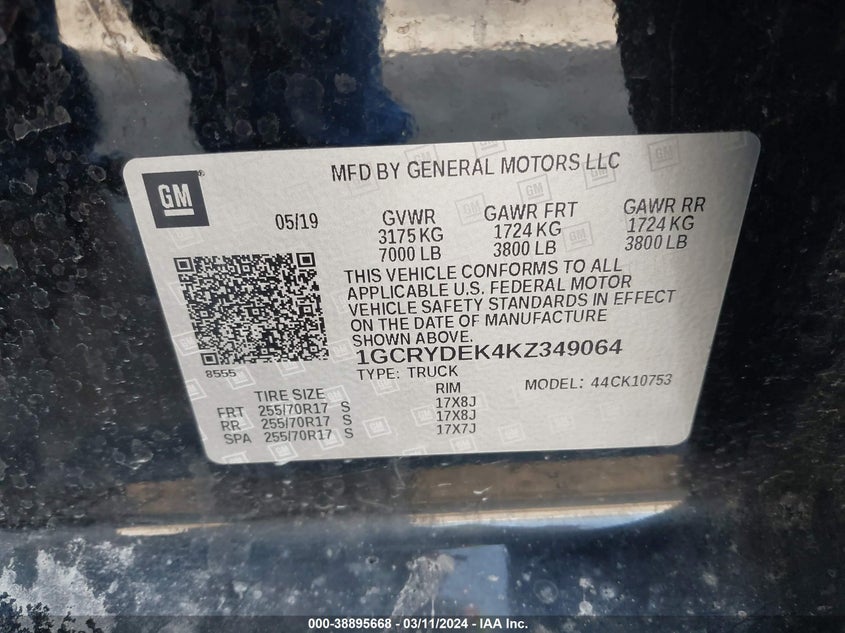 MFD BY GENERAL MOTORS LLC
GM
05/19
GVWR
3175 KG
7000 LB
GAWR FRT
1724 KG
3800 LB
GAWR RR
1724 KG
3800 LB
THIS VEHICLE CONFORMS TO ALL
APPLICABLE U.S. FEDERAL MOTOR
VEHICLE SAFETY STANDARDS IN EFFECT
ON THE DATE OF MANUFACTURE
SHOWN ABOVE.
8555
1GCRYDEK4KZ349064
TYPE: TRUCK
MODEL: 44CK10753
TIRE SIZE RIM
FRT 255/70R17 S 17X8J
RR 255/70R17 S 17X8J
SPA 255/70R17 S 17X7J
000-38895668 - 03/11/2024 - IAA Inc.